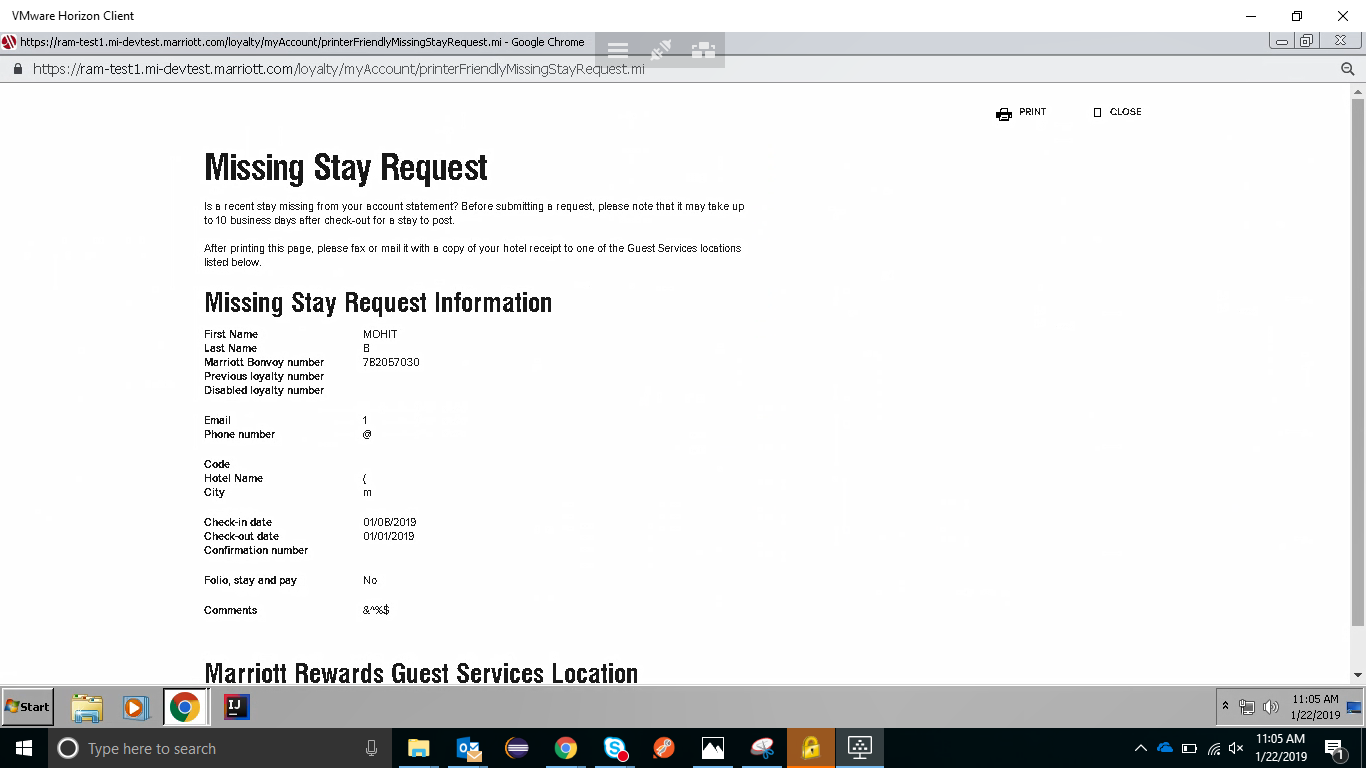 VMware Horizon Client
https://ram-test1.mi-devtest.marriott.com/loyalty/myAccount/printerFriendlyMissingStayRequest.mi - Google Chrome
https://ram-test1.mi-devtest.marriott.com/loyalty/myAccount/printerFriendlyMissingStayRequest.mi
PRINT CLOSE
Missing Stay Request
Is a recent stay missing from your account statement? Before submitting a request, please note that it may take up
to 10 business days after check-out for a stay to post.
After printing this page, please fax or mail it with a copy of your hotel receipt to one of the Guest Services locations
listed below.
Missing Stay Request Information
First Name MOHIT
Last Name B
Marriott Bonvoy number 782057030
Previous loyalty number
Disabled loyalty number
Email 1
Phone number @
Code
Hotel Name (
City m
Check-in date 01/08/2019
Check-out date 01/01/2019
Confirmation number
Folio, stay and pay No
Comments &^%$
Marriott Rewards Guest Services Location
Start
IJ
11:05 AM
1/22/2019
Type here to search
11:05 AM
1/22/2019
1